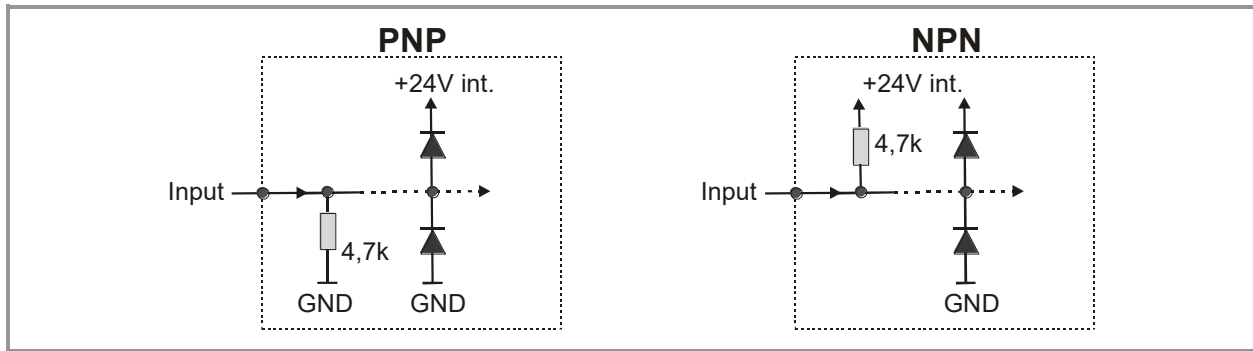 PNP
+24V int.
Input
4,7k
GND
GND
NPN
+24V int.
4,7k
Input
GND